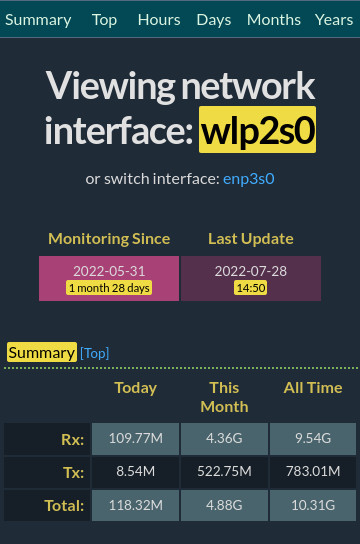 Summary Top Hours Days Months Years
Viewing network
interface: wlp2s0
or switch interface: enp3s0
Monitoring Since Last Update
2022-05-31 2022-07-28
1 month 28 days 14:50
Summary [Top]
Today This Month All Time
Rx: 109.77M 4.36G 9.54G
Tx: 8.54M 522.75M 783.01M
Total: 118.32M 4.88G 10.31G